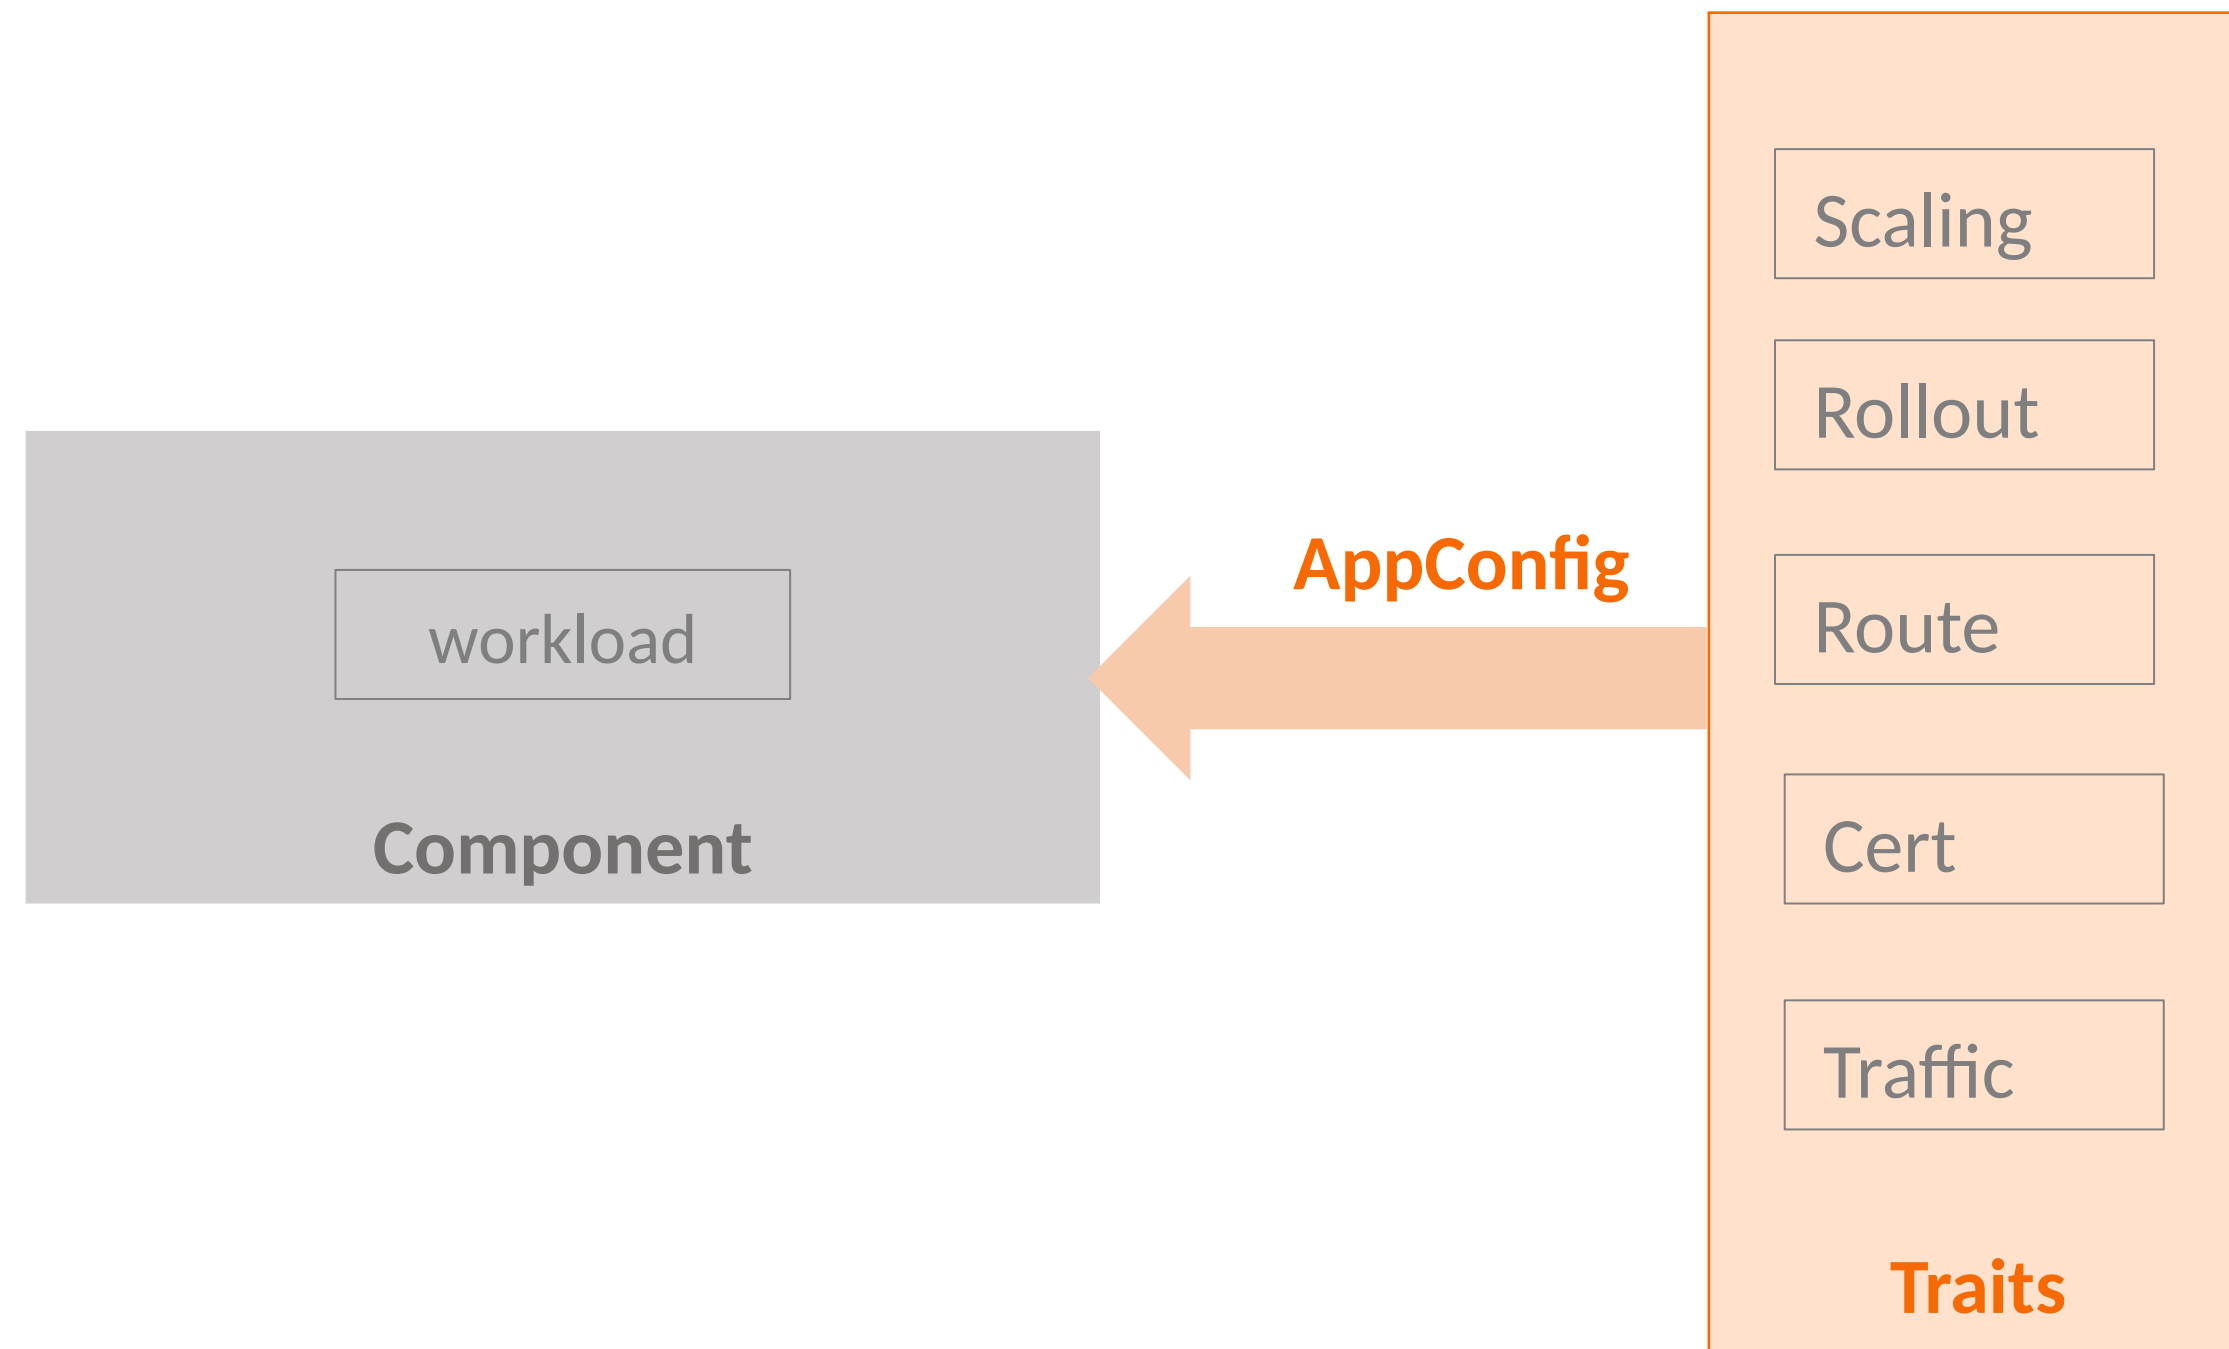 workload
Component
AppConfig
Scaling
Rollout
Route
Cert
Traffic
Traits